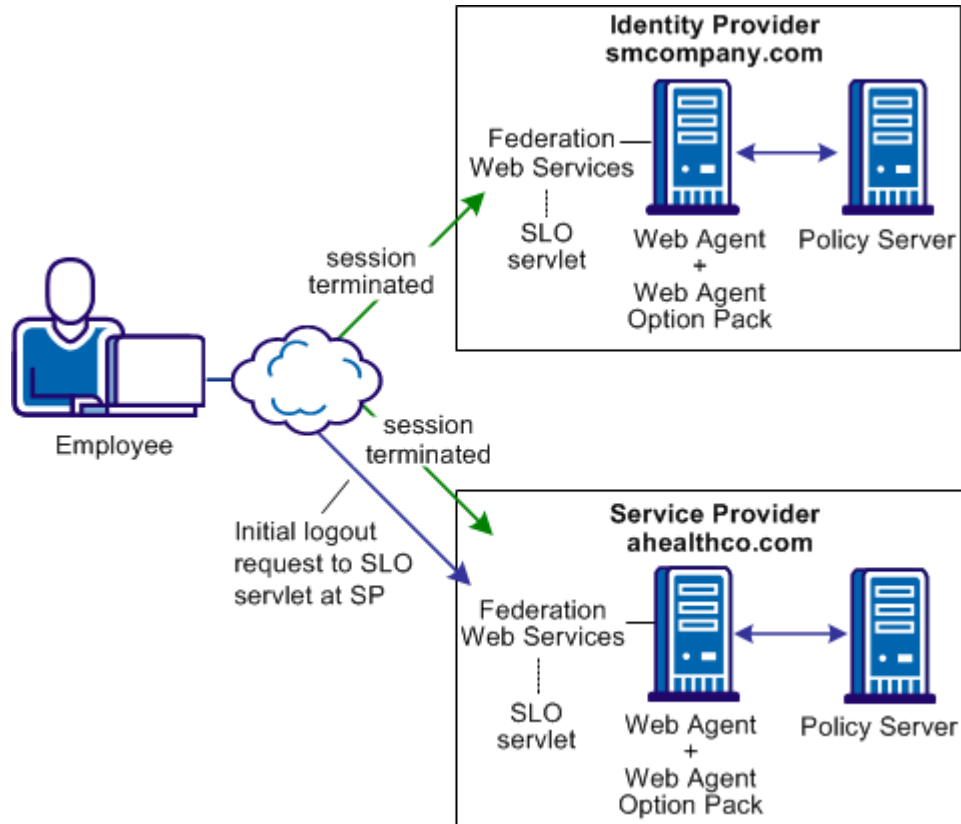 Identity Provider
smcompany.com
Federation
Web Services
SLO
servlet
Web Agent
+
Web Agent
Option Pack
Policy Server
session
terminated
Employee
session
terminated
Initial logout
request to SLO
servlet at SP
Service Provider
ahealthco.com
Federation
Web Services
SLO
servlet
Web Agent
+
Web Agent
Option Pack
Policy Server